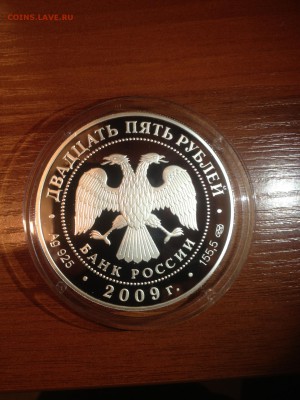 COINS.LAVE.RU
ДВАДЦАТЬ ПЯТЬ РУБЛЕЙ
БАНК РОССИИ
Ag 925
2009 г.
155,5